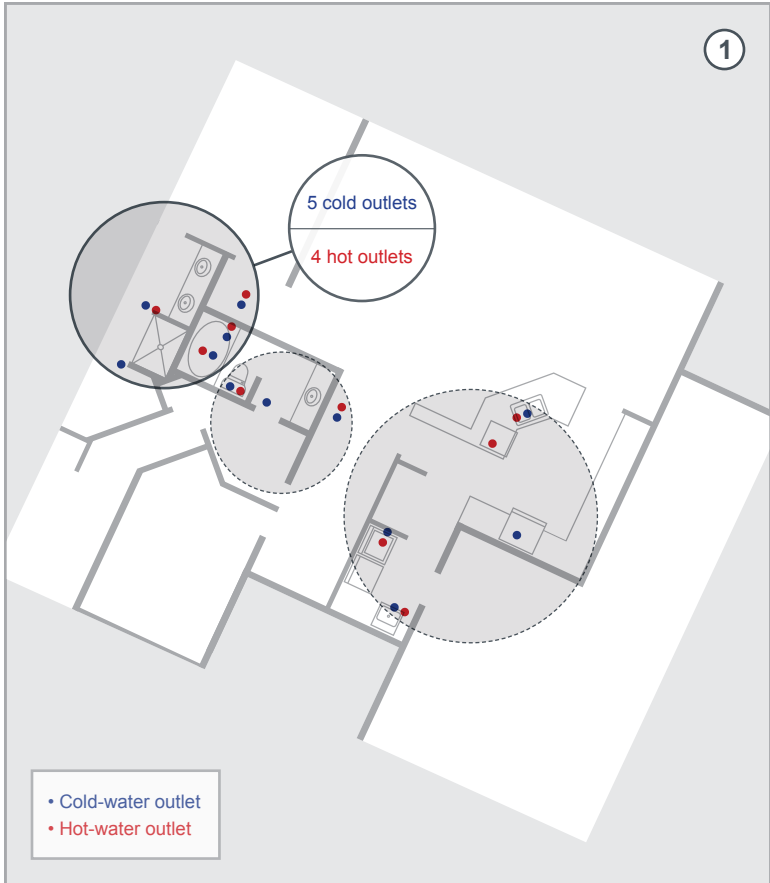 1
5 cold outlets
4 hot outlets
• Cold-water outlet
• Hot-water outlet